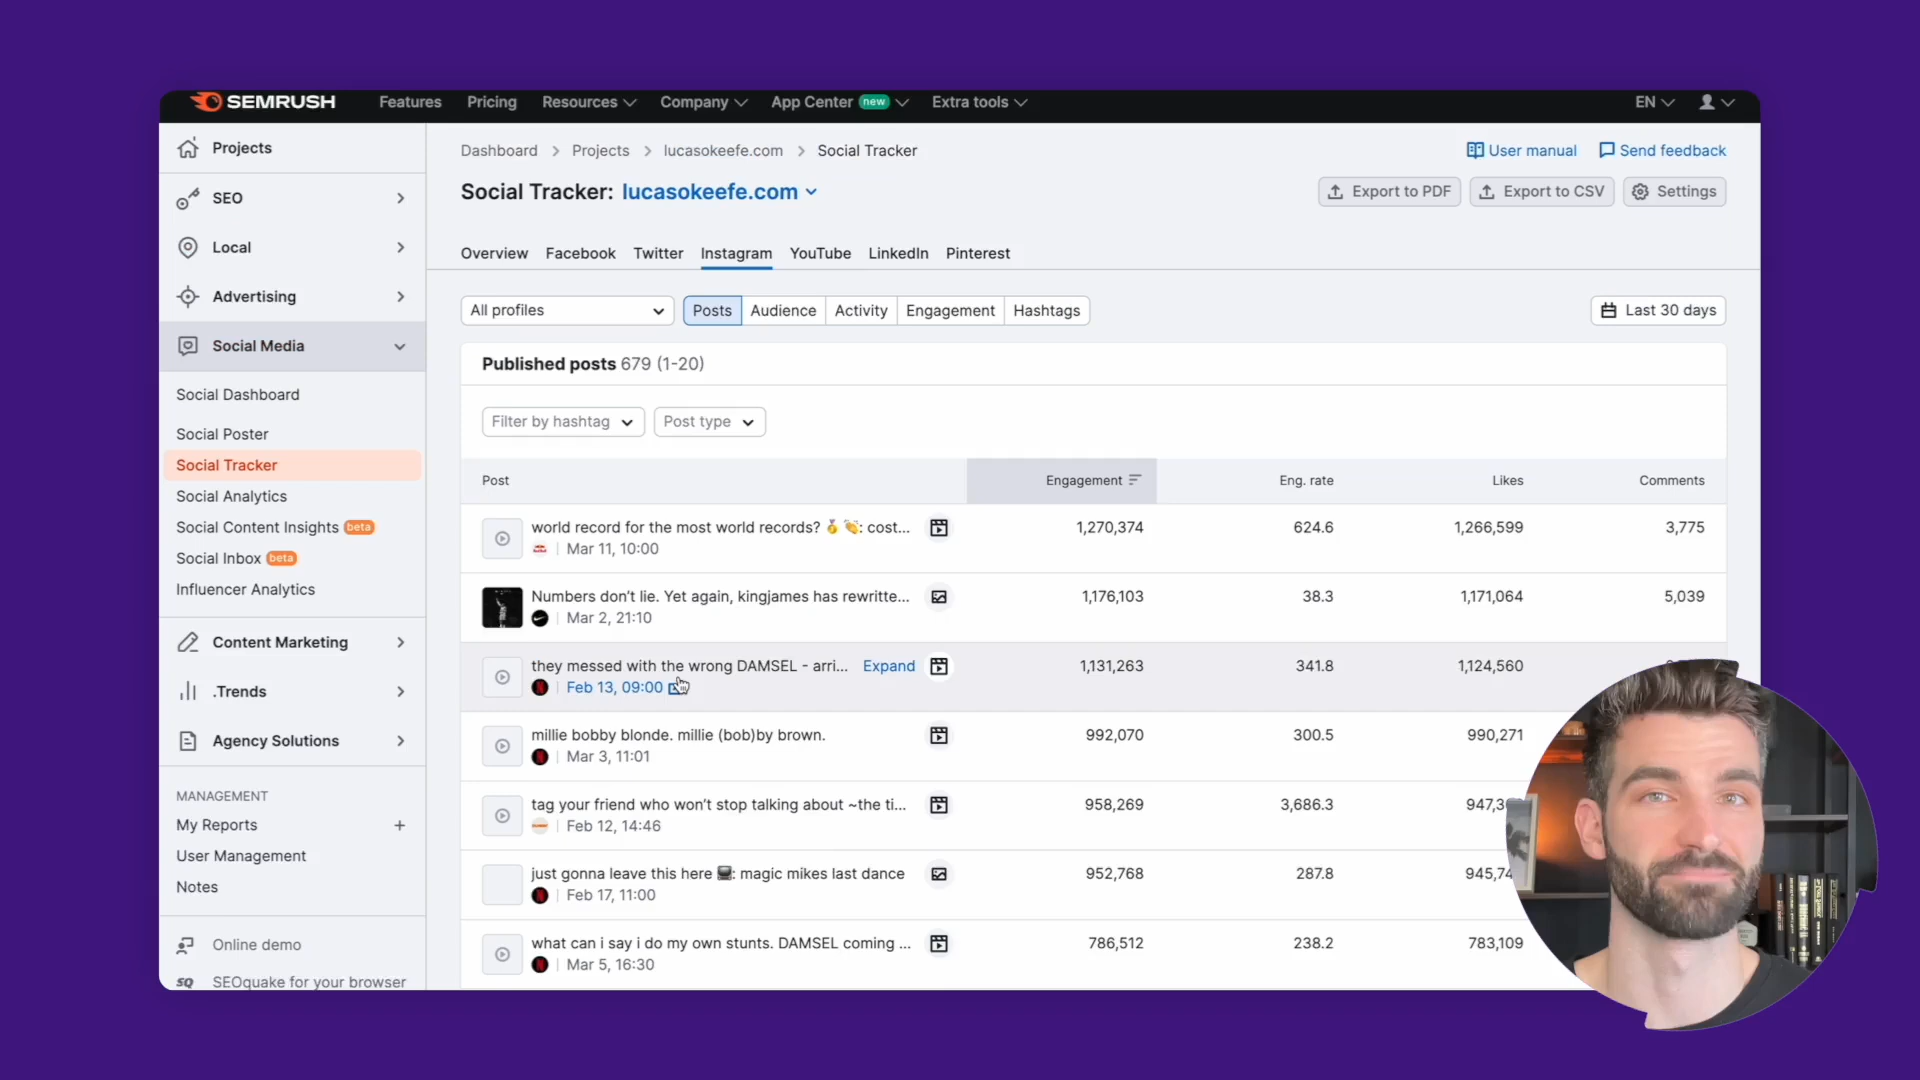 SEMRUSH Features Pricing Resources Company App Center new Extra tools EN
Projects
SEO
Local
Advertising
Social Media
Social Dashboard
Social Poster
Social Tracker
Social Analytics
Social Content Insights beta
Social Inbox beta
Influencer Analytics
Content Marketing
.Trends
Agency Solutions
MANAGEMENT
My Reports +
User Management
Notes
Online demo
SQ SEOquake for your browser
Dashboard > Projects > lucasokeefe.com > Social Tracker
User manual Send feedback
Social Tracker: lucasokeefe.com
Export to PDF Export to CSV Settings
Overview Facebook Twitter Instagram YouTube LinkedIn Pinterest
All profiles Posts Audience Activity Engagement Hashtags Last 30 days
Published posts 679 (1-20)
Filter by hashtag Post type
Post Engagement Eng. rate Likes Comments
world record for the most world records? 🥇 👏: cost... 1,270,374 624.6 1,266,599 3,775
Mar 11, 10:00
Numbers don't lie. Yet again, kingjames has rewritte... 1,176,103 38.3 1,171,064 5,039
Mar 2, 21:10
they messed with the wrong DAMSEL - arri... Expand 1,131,263 341.8 1,124,560
Feb 13, 09:00
millie bobby blonde. millie (bob)by brown. 992,070 300.5 990,271
Mar 3, 11:01
tag your friend who won't stop talking about ~the ti... 958,269 3,686.3
Feb 12, 14:46
just gonna leave this here 📺: magic mikes last dance 952,768 287.8
Feb 17, 11:00
what can i say i do my own stunts. DAMSEL coming ... 786,512 238.2 783,109
Mar 5, 16:30